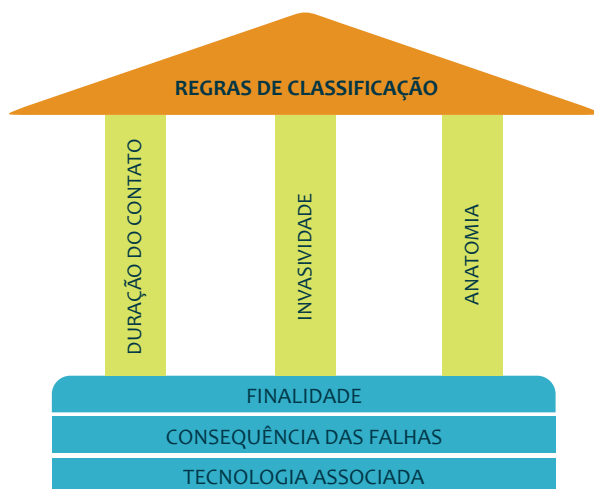 REGRAS DE CLASSIFICAÇÃO
DURAÇÃO DO CONTATO
INVASIVIDADE
ANATOMIA
FINALIDADE
CONSEQUÊNCIA DAS FALHAS
TECNOLOGIA ASSOCIADA